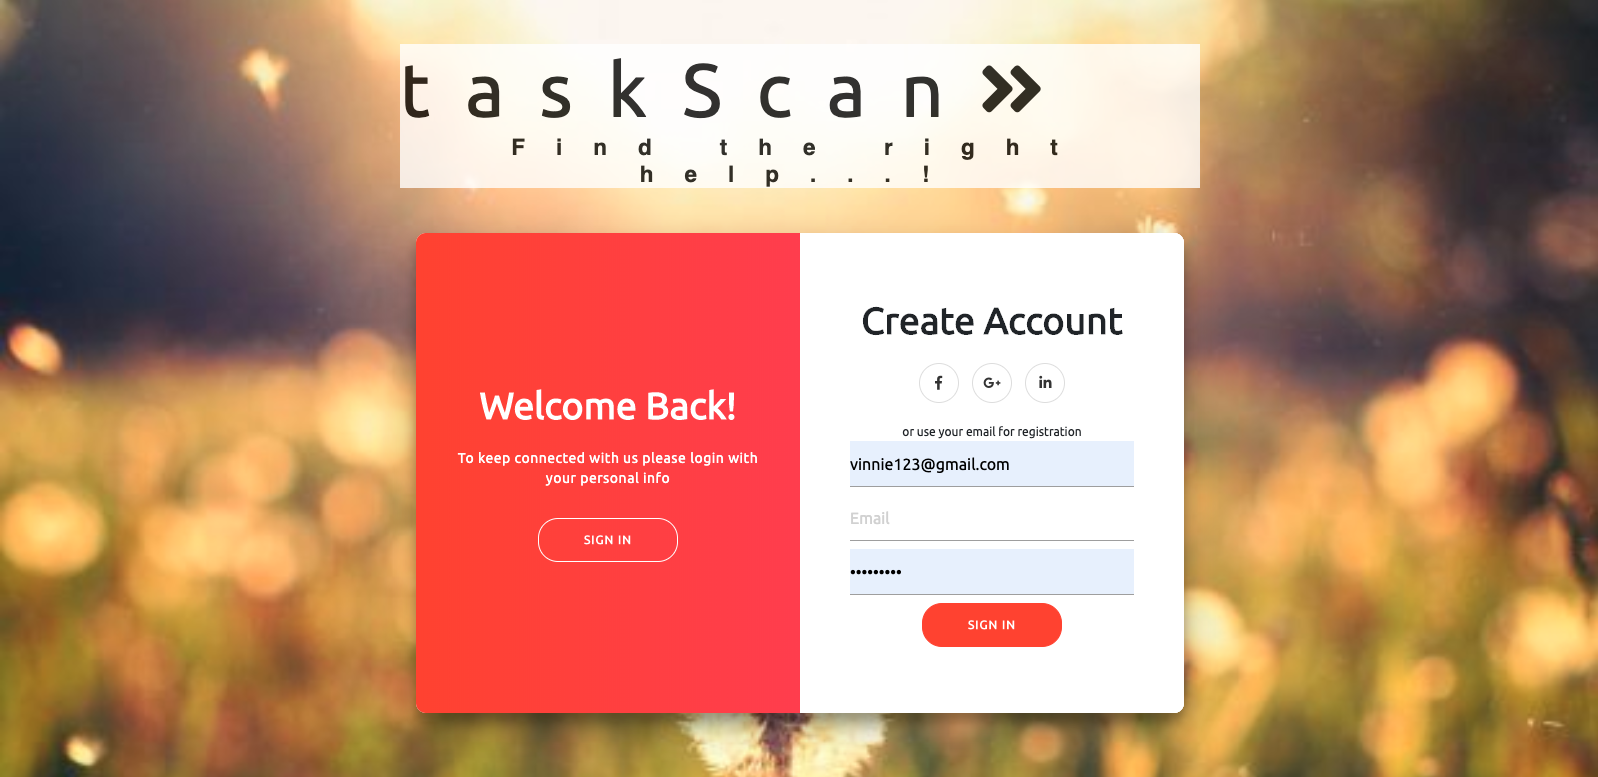 taskScan
Find the right
help...!
Welcome Back!
To keep connected with us please login with
your personal info
SIGN IN
Create Account
f
G+
in
or use your email for registration
vinnie123@gmail.com
Email
•••••••••
SIGN IN